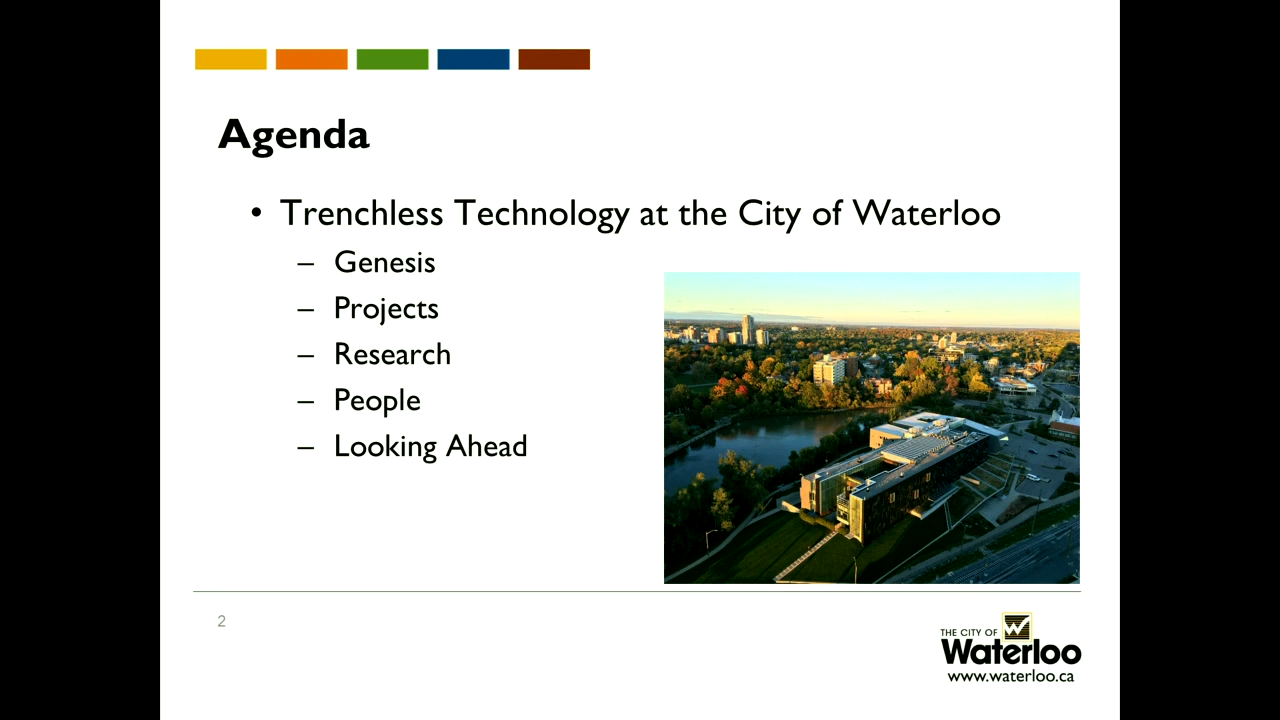 Agenda
• Trenchless Technology at the City of Waterloo
– Genesis
– Projects
– Research
– People
– Looking Ahead
2
THE CITY OF
Waterloo
www.waterloo.ca